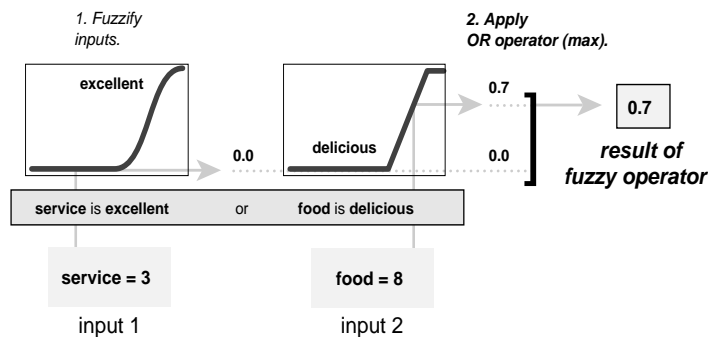 1. Fuzzify
inputs.
2. Apply
OR operator (max).
excellent
delicious
0.7
0.0
0.0
0.7
result of
fuzzy operator
service is excellent or food is delicious
service = 3
food = 8
input 1
input 2